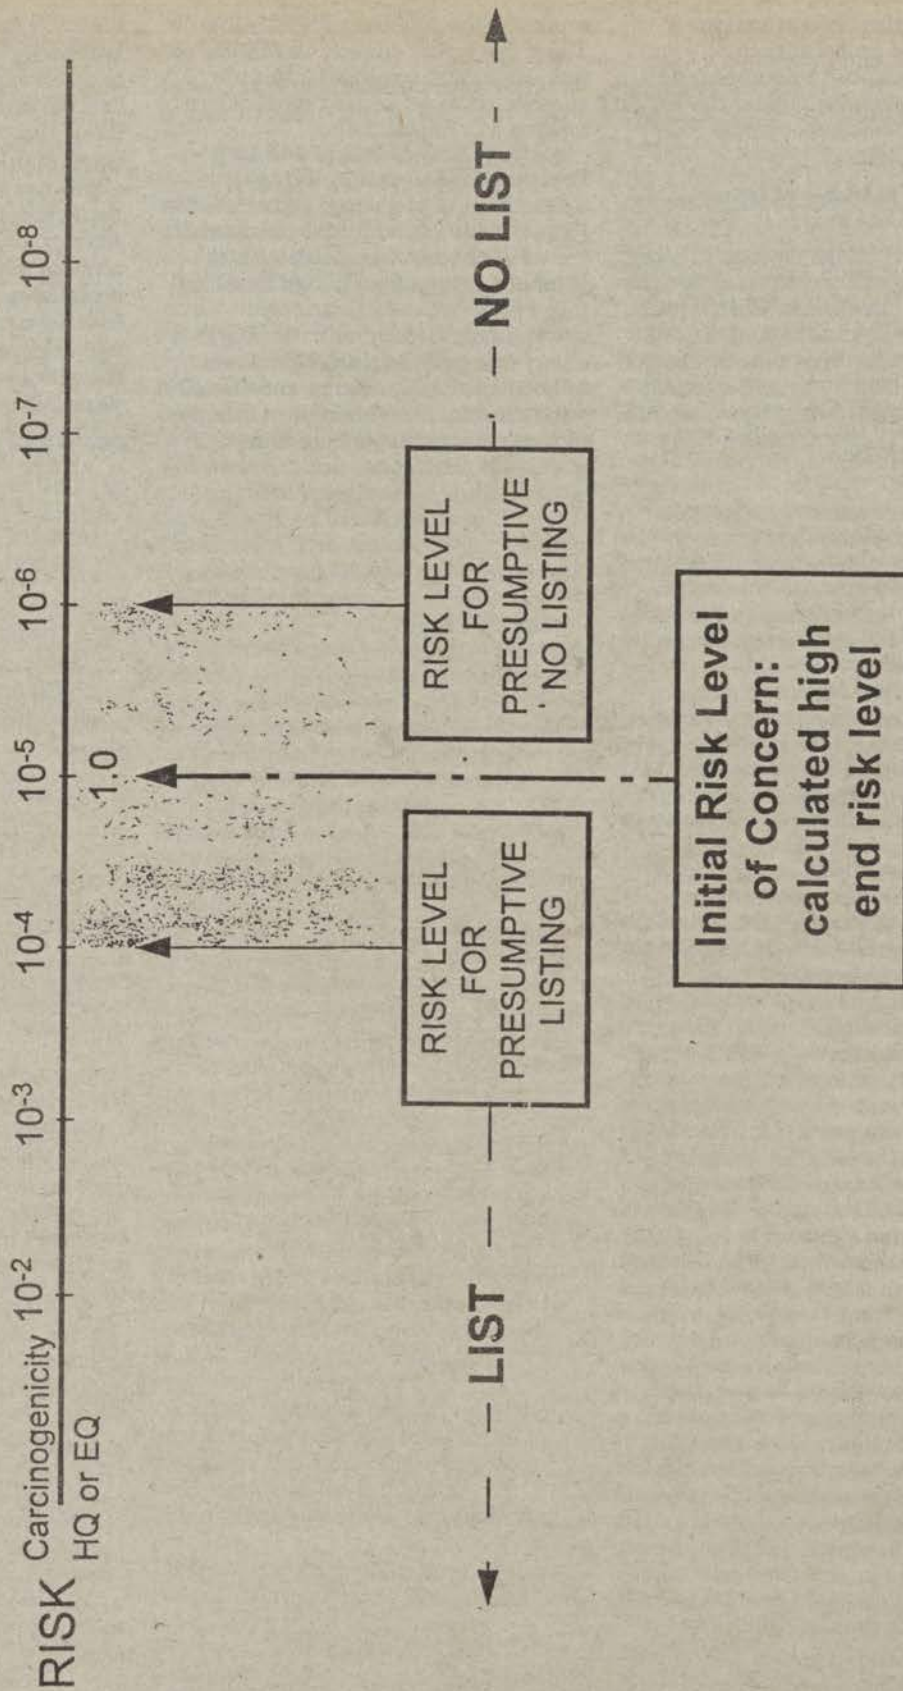 RISK
Carcinogenicity 10-2 10-3 10-4 10-5 10-6 10-7 10-8
HQ or EQ 1.0
RISK LEVEL
FOR
PRESUMPTIVE
LISTING
RISK LEVEL
FOR
PRESUMPTIVE
NO LISTING
LIST
NO LIST
Initial Risk Level
of Concern:
calculated high
end risk level